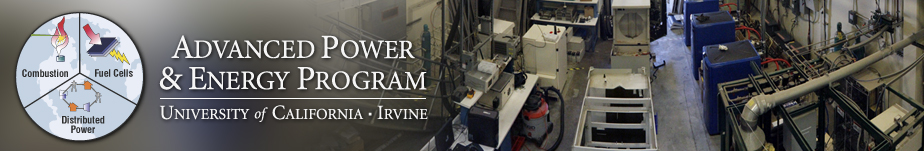 Combustion
Fuel Cells
Distributed
Power
ADVANCED POWER
& ENERGY PROGRAM
UNIVERSITY of CALIFORNIA • IRVINE